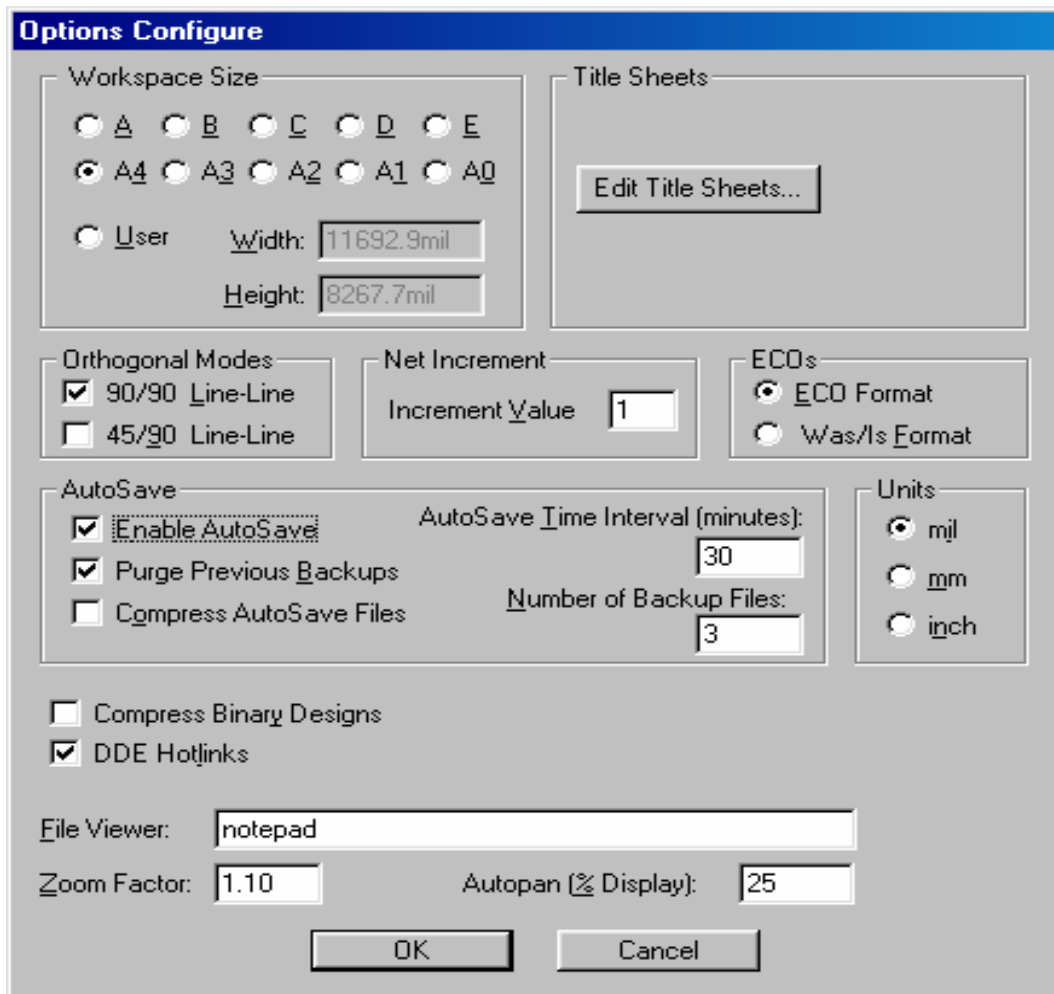 Options Configure
Workspace Size
A B C D E
A4 A3 A2 A1 A0
User Width: 11692.9mil
Height: 8267.7mil
Title Sheets
Edit Title Sheets...
Orthogonal Modes
90/90 Line-Line
45/90 Line-Line
Net Increment
Increment Value 1
ECOs
ECO Format
Was/Is Format
AutoSave
Enable AutoSave
Purge Previous Backups
Compress AutoSave Files
AutoSave Time Interval (minutes):
30
Number of Backup Files:
3
Units
mil
mm
inch
Compress Binary Designs
DDE Hotlinks
File Viewer: notepad
Zoom Factor: 1.10 Autopan (% Display): 25
OK Cancel